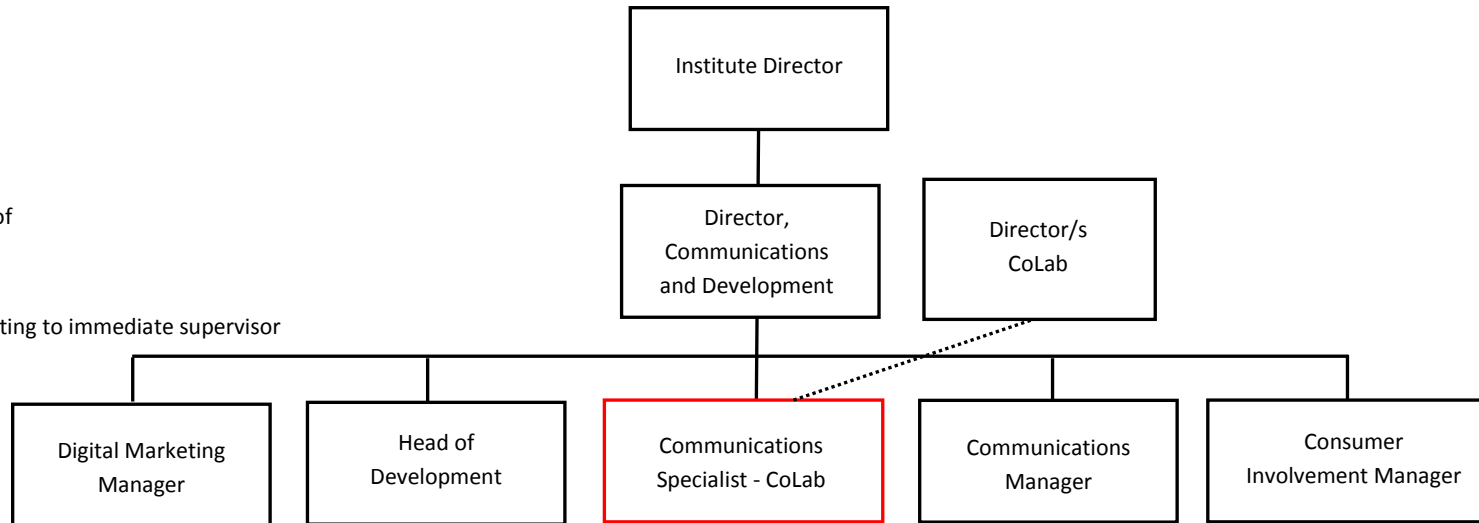 Institute Director
of
Director,
Communications
and Development
Director/s
CoLab
ting to immediate supervisor
Digital Marketing
Manager
Head of
Development
Communications
Specialist - CoLab
Communications
Manager
Consumer
Involvement Manager